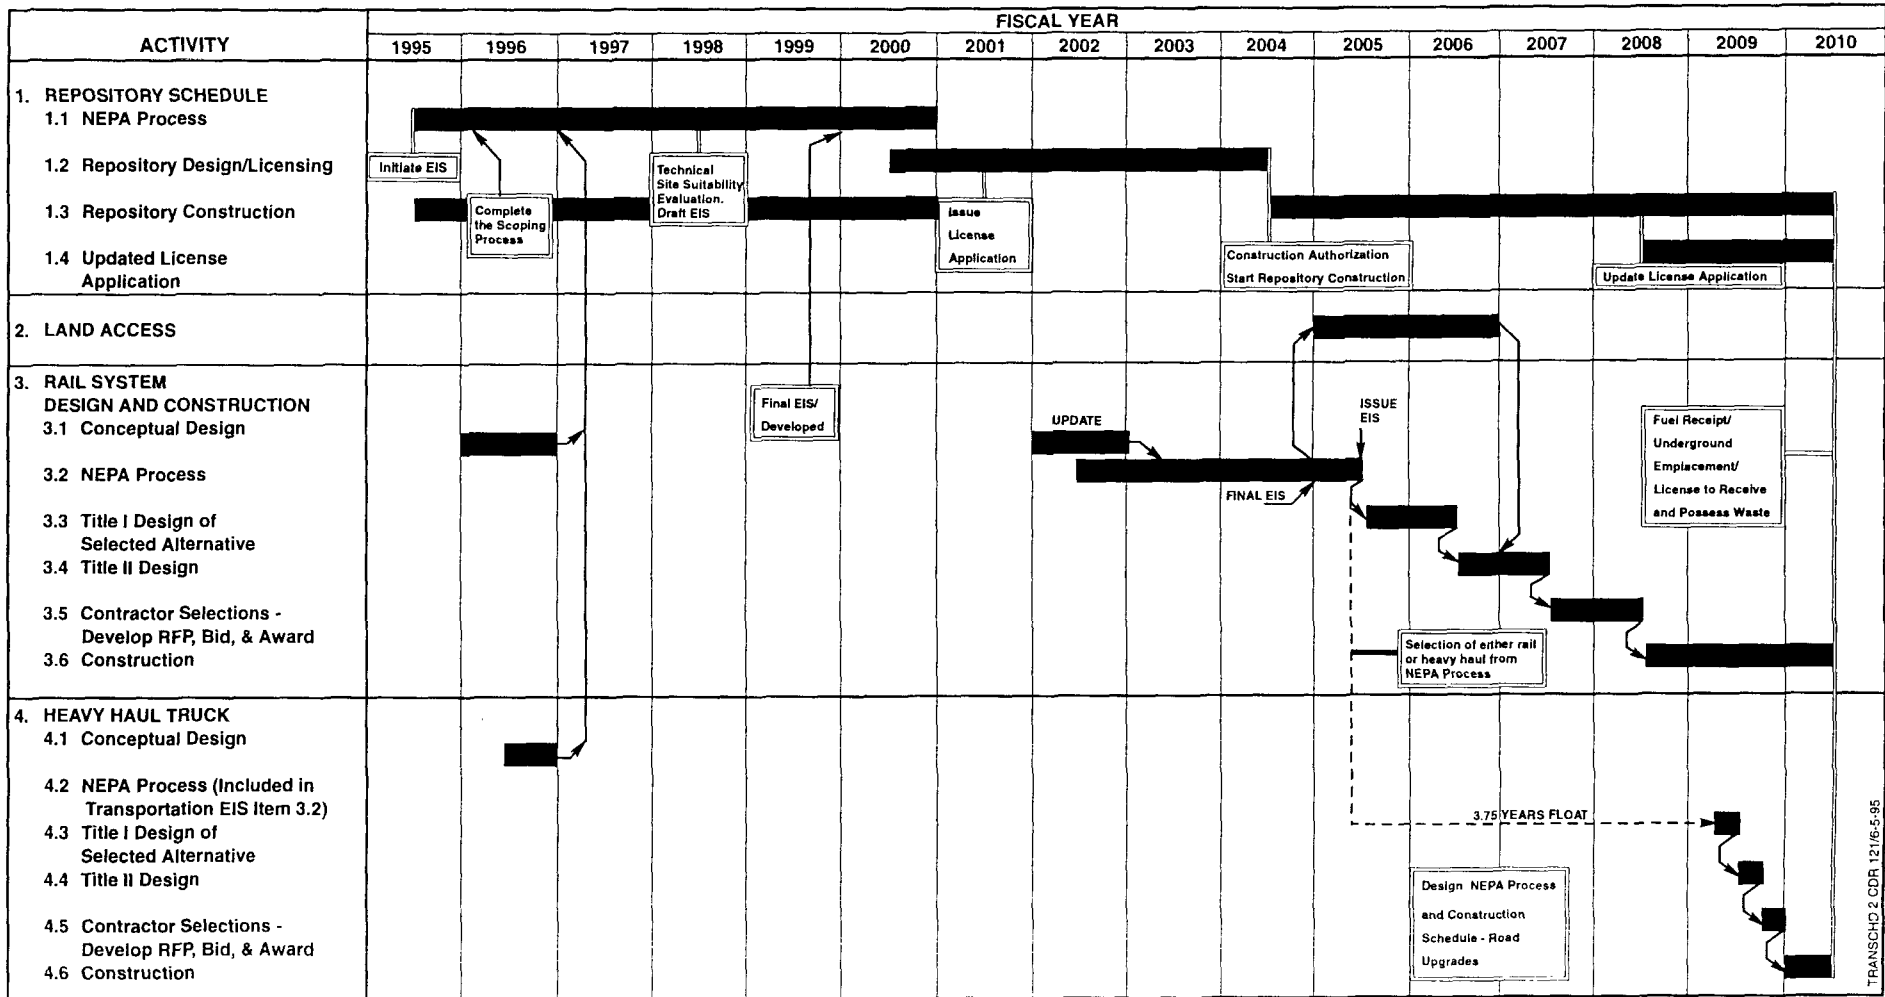 FISCAL YEAR
ACTIVITY
1995 1996 1997 1998 1999 2000 2001 2002 2003 2004 2005 2006 2007 2008 2009 2010
1. REPOSITORY SCHEDULE
1.1 NEPA Process
1.2 Repository Design/Licensing
1.3 Repository Construction
1.4 Updated License
Application
Initiate EIS
Complete
the Scoping
Process
Technical
Site Suitability
Evaluation.
Draft EIS
Issue
License
Application
Construction Authorization
Start Repository Construction
Update License Application
2. LAND ACCESS
3. RAIL SYSTEM
DESIGN AND CONSTRUCTION
3.1 Conceptual Design
3.2 NEPA Process
3.3 Title I Design of
Selected Alternative
3.4 Title II Design
3.5 Contractor Selections -
Develop RFP, Bid, & Award
3.6 Construction
Final EIS/
Developed
UPDATE
ISSUE
EIS
FINAL EIS
Fuel Receipt/
Underground
Emplacement/
License to Receive
and Possess Waste
Selection of either rail
or heavy haul from
NEPA Process
4. HEAVY HAUL TRUCK
4.1 Conceptual Design
4.2 NEPA Process (Included in
Transportation EIS Item 3.2)
4.3 Title I Design of
Selected Alternative
4.4 Title II Design
4.5 Contractor Selections -
Develop RFP, Bid, & Award
4.6 Construction
3.75 YEARS FLOAT
Design NEPA Process
and Construction
Schedule - Road
Upgrades
TRANSCHD 2 CDR 121/6-5-95